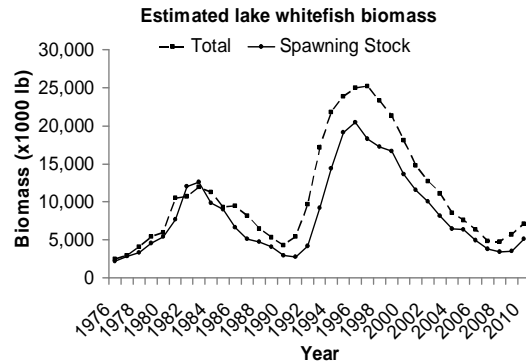 Estimated lake whitefish biomass
Total Spawning Stock
30,000
25,000
20,000
15,000
10,000
5,000
0
Biomass (x1000 lb)
1976 1978 1980 1982 1984 1986 1988 1990 1992 1994 1996 1998 2000 2002 2004 2006 2008 2010
Year